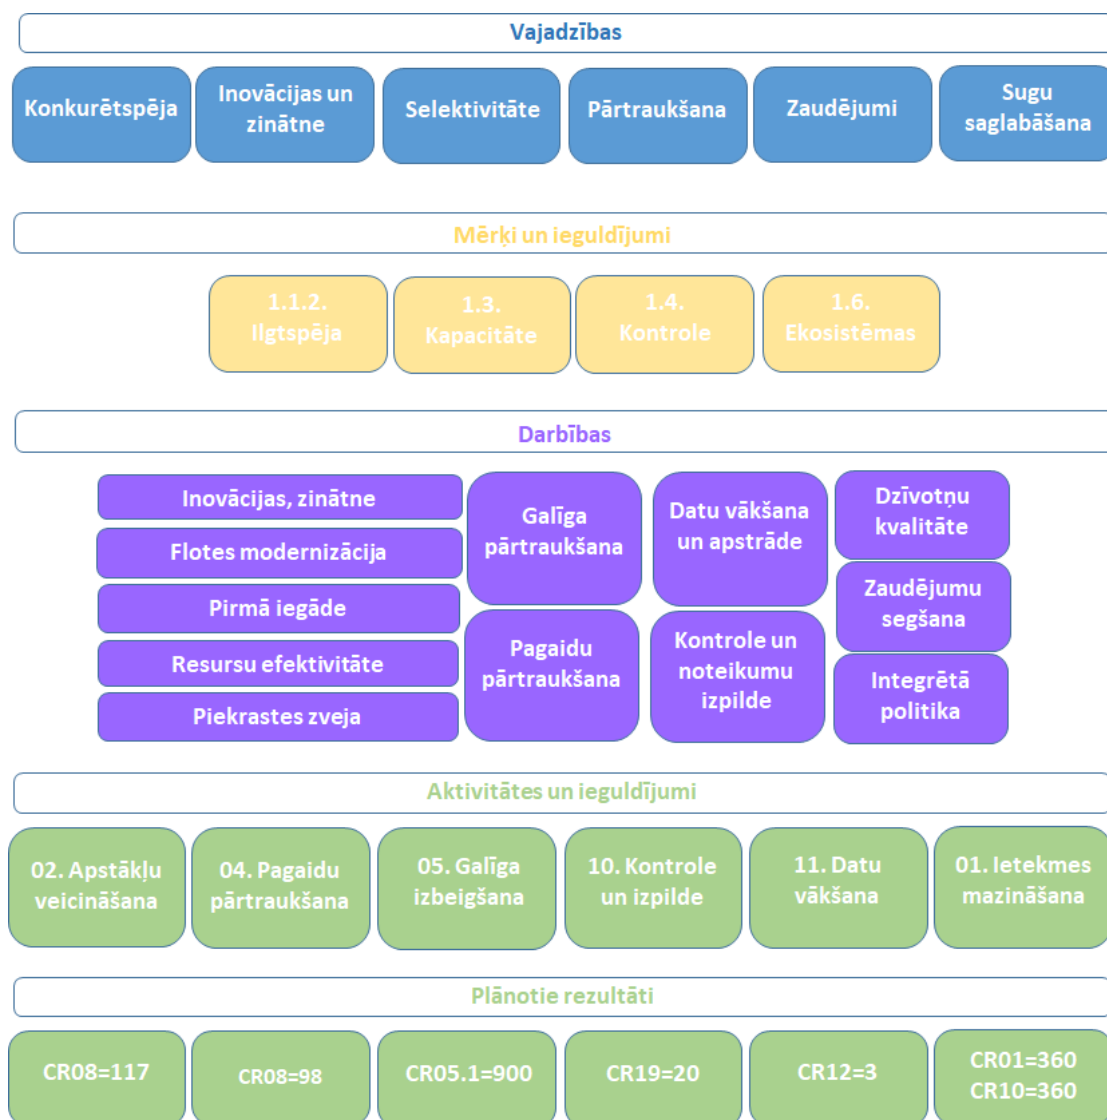 Vajadzības
Konkurētspēja
Inovācijas un
zinātne
Selektivitāte
Pārtraukšana
Zaudējumi
Sugu
saglabāšana
Mērķi un ieguldījumi
1.1.2.
Ilgtspēja
1.3.
Kapacitāte
1.4.
Kontrole
1.6.
Ekosistēmas
Darbības
Inovācijas, zinātne
Flotes modernizācija
Pirmā iegāde
Resursu efektivitāte
Piekrastes zveja
Galīga
pārtraukšana
Pagaidu
pārtraukšana
Datu vākšana
un apstrāde
Kontrole un
noteikumu
izpilde
Dzīvotņu
kvalitāte
Zaudējumu
segšana
Integrētā
politika
Aktivitātes un ieguldījumi
02. Apstākļu
veicināšana
04. Pagaidu
pārtraukšana
05. Galīga
izbeigšana
10. Kontrole
un izpilde
11. Datu
vākšana
01. Ietekmes
mazināšana
Plānotie rezultāti
CR08=117
CR08=98
CR05.1=900
CR19=20
CR12=3
CR01=360
CR10=360